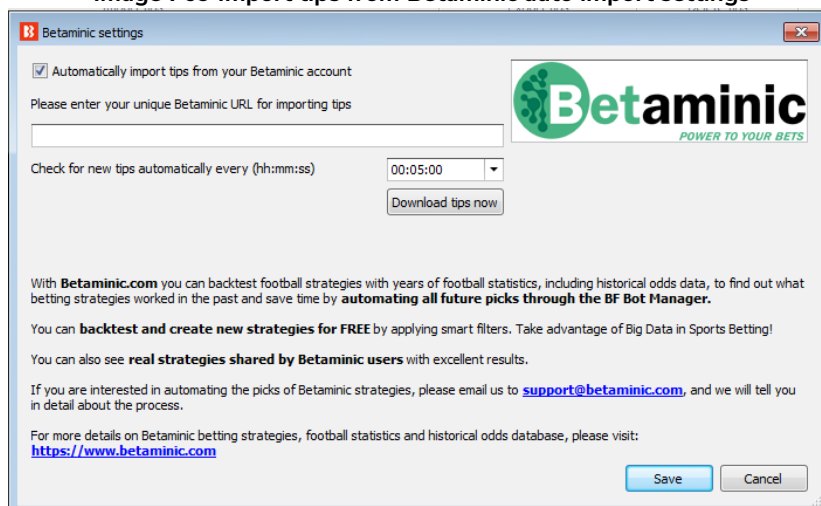 Betaminic settings
Automatically import tips from your Betaminic account
Please enter your unique Betaminic URL for importing tips
Betaminic
POWER TO YOUR BETS
Check for new tips automatically every (hh:mm:ss)
00:05:00
Download tips now
With Betaminic.com you can backtest football strategies with years of football statistics, including historical odds data, to find out what
betting strategies worked in the past and save time by automating all future picks through the BF Bot Manager.
You can backtest and create new strategies for FREE by applying smart filters. Take advantage of Big Data in Sports Betting!
You can also see real strategies shared by Betaminic users with excellent results.
If you are interested in automating the picks of Betaminic strategies, please email us to support@betaminic.com, and we will tell you
in detail about the process.
For more details on Betaminic betting strategies, football statistics and historical odds database, please visit:
https://www.betaminic.com
Save
Cancel